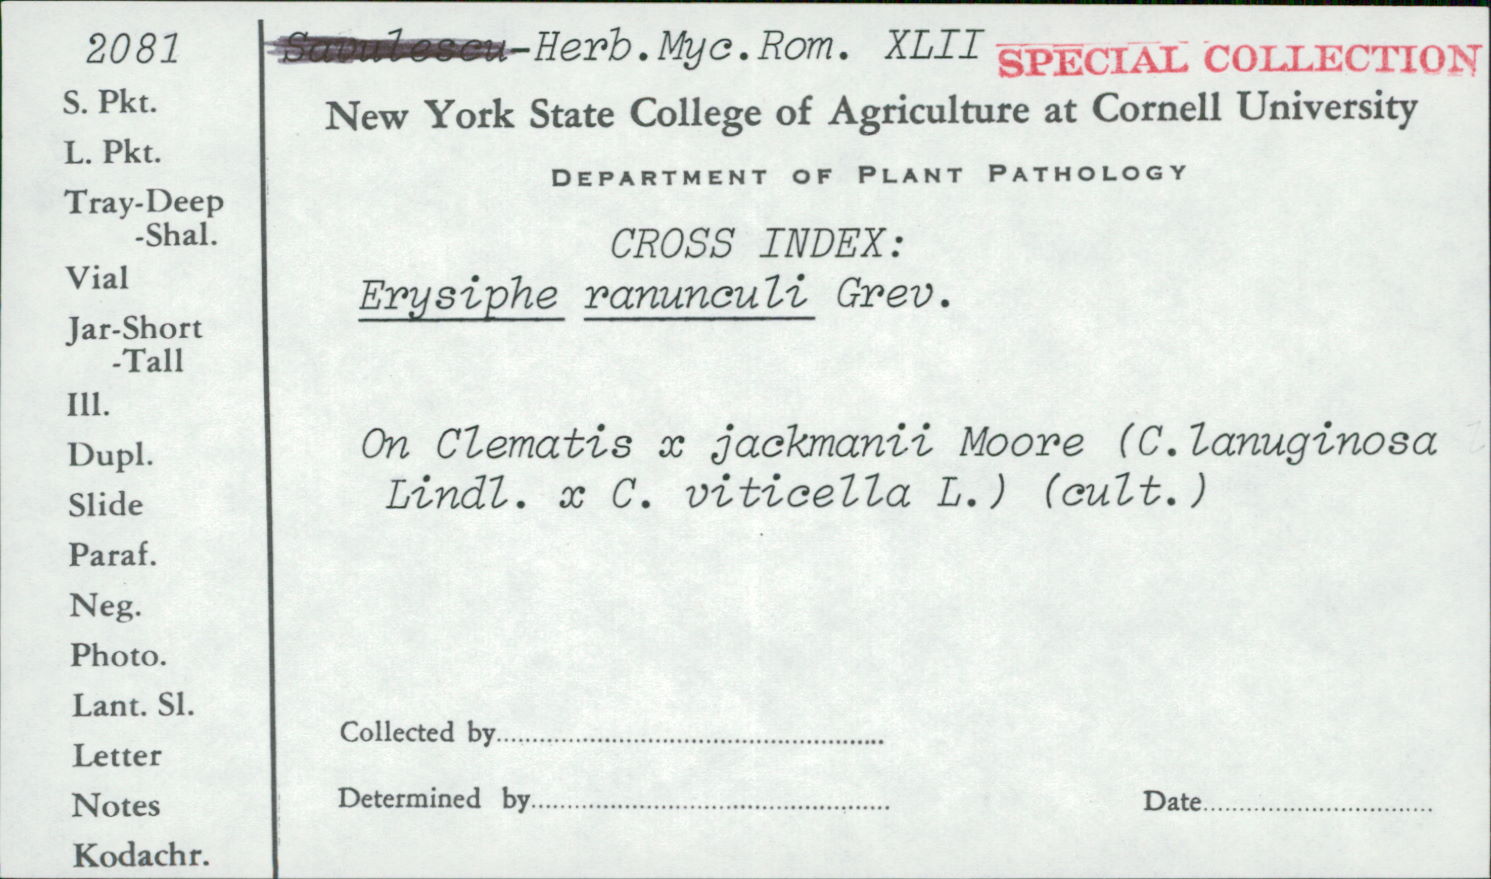 2081
Savulescu-Herb.Myc.Rom. XLII SPECIAL COLLECTION
New York State College of Agriculture at Cornell University
DEPARTMENT OF PLANT PATHOLOGY
CROSS INDEX:
Erysiphe ranunculi Grev.
On Clematis x jackmanii Moore (C.lanuginosa
Lindl. x C. viticella L.) (cult.)
Collected by
Determined by
Date
S. Pkt.
L. Pkt.
Tray-Deep
-Shal.
Vial
Jar-Short
-Tall
Ill.
Dupl.
Slide
Paraf.
Neg.
Photo.
Lant. Sl.
Letter
Notes
Kodachr.